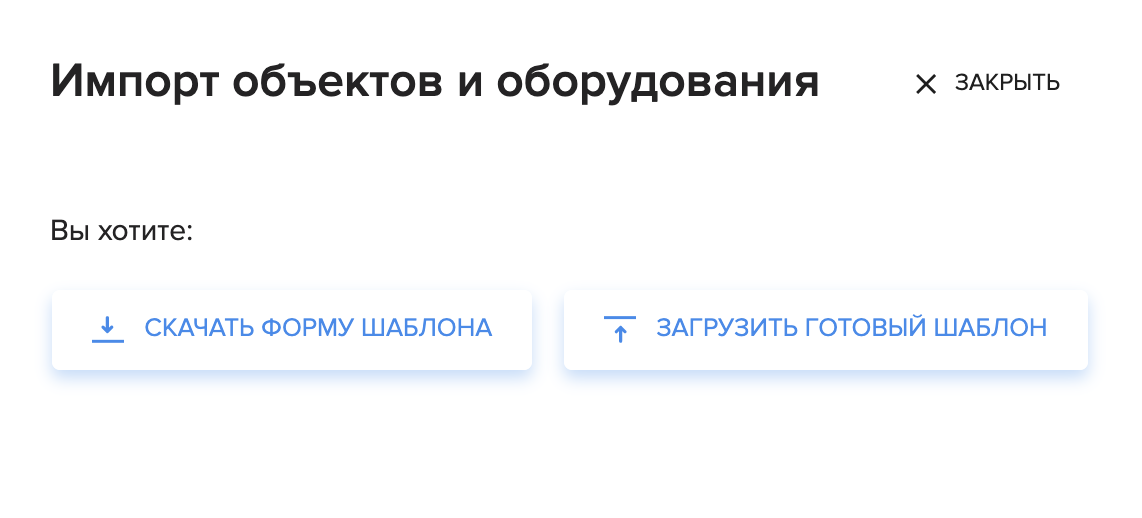 Импорт объектов и оборудования
ЗАКРЫТЬ
Вы хотите:
СКАЧАТЬ ФОРМУ ШАБЛОНА
ЗАГРУЗИТЬ ГОТОВЫЙ ШАБЛОН